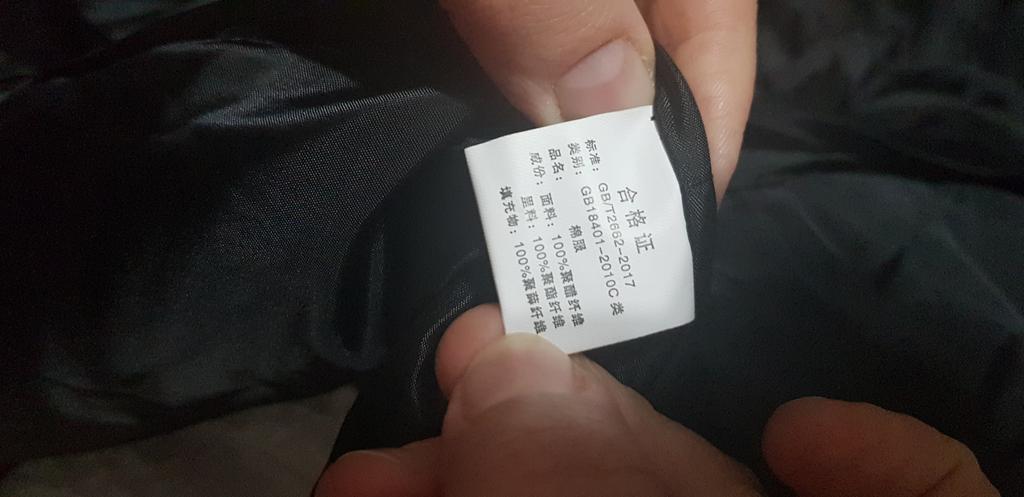 合格证
标准: GB/T2662-2017
类别: GB18401-2010C 类
品名: 棉服
成份: 面料: 100%聚酯纤维
里料: 100%聚酯纤维
填充物: 100%聚酯纤维